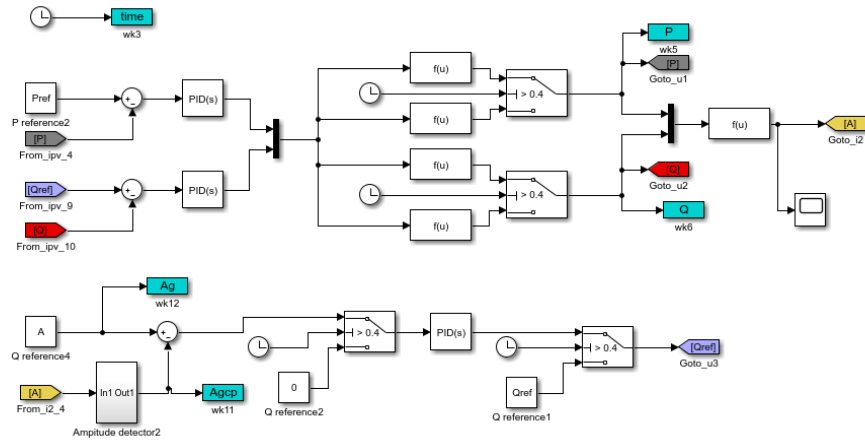 time
wk3
Pref
P reference2
[P]
From_ipv_4
+
−
PID(s)
[Qref]
From_ipv_9
[Q]
From_ipv_10
+
−
PID(s)
f(u)
f(u)
f(u)
f(u)
> 0.4
> 0.4
P
wk5
[P]
Goto_u1
f(u)
[A]
Goto_i2
[Q]
Goto_u2
Q
wk6
Ag
wk12
A
Q reference4
+
−
[A]
From_i2_4
In1 Out1
Ampitude detector2
Agcp
wk11
> 0.4
0
Q reference2
PID(s)
> 0.4
Qref
Q reference1
[Qref]
Goto_u3